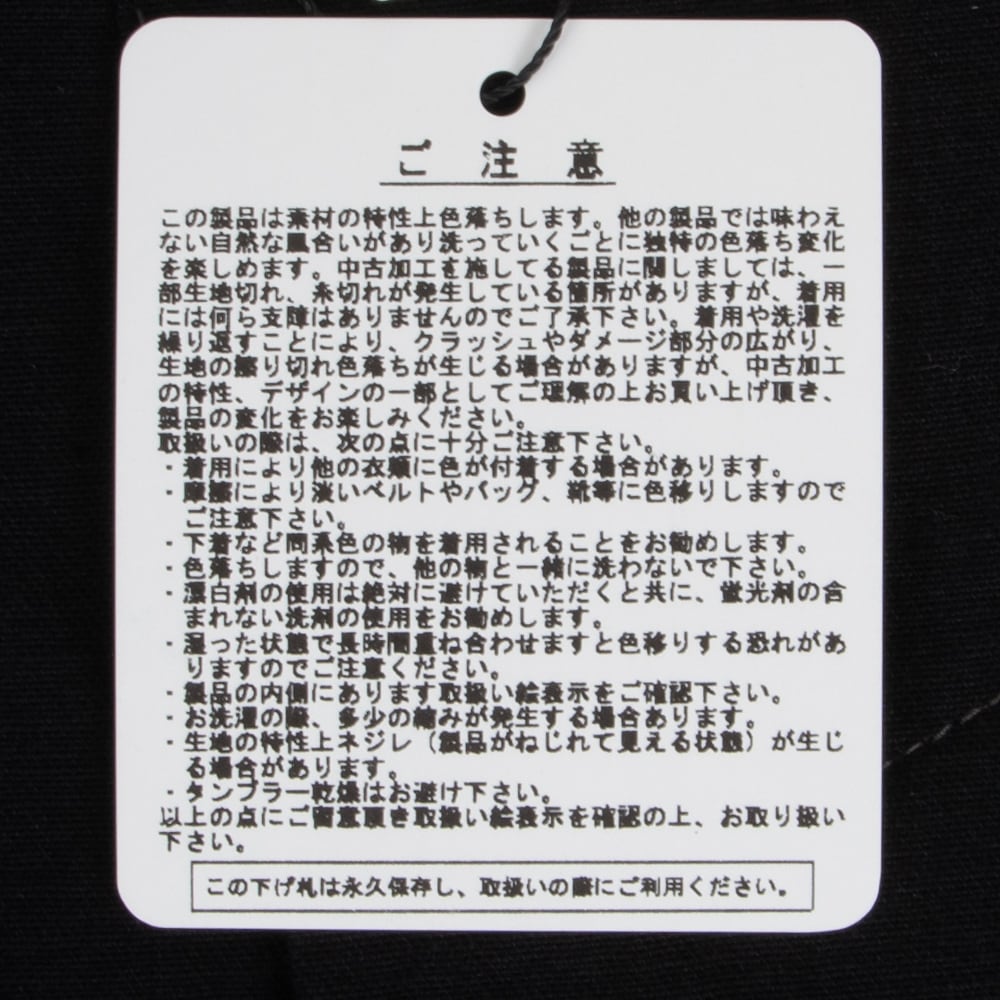 ご注意
この製品は素材の特性上色落ちします。他の製品では味わえ
ない自然な風合いがあり洗っていくごとに独特の色落ち変化
を楽しめます。中古加工を施してる製品に関しましては、一
部生地切れ、糸切れが発生している箇所がありますが、着用
には何ら支障はありませんのでご了承下さい。着用や洗濯を
繰り返すことにより、クラッシュやダメージ部分の広がり、
生地の擦り切れ色落ちが生じる場合がありますが、中古加工
の特性、デザインの一部としてご理解の上お買い上げ頂き、
製品の変化をお楽しみください。
取扱いの際は、次の点に十分ご注意下さい。
・着用により他の衣類に色が付着する場合があります。
・摩擦により淡いベルトやバッグ、靴等に色移りしますので
ご注意下さい。
・下着など同系色の物を着用されることをお勧めします。
・色落ちしますので、他の物と一緒に洗わないで下さい。
・漂白剤の使用は絶対に避けていただくと共に、蛍光剤の含
まれない洗剤の使用をお勧めします。
・湿った状態で長時間重ね合わせますと色移りする恐れがあ
りますのでご注意ください。
・製品の内側にあります取扱い絵表示をご確認下さい。
・お洗濯の際、多少の縮みが発生する場合あります。
・生地の特性上ネジレ（製品がねじれて見える状態）が生じ
る場合があります。
・タンブラー乾燥はお避け下さい。
以上の点にご留意頂き取扱い絵表示を確認の上、お取り扱い
下さい。
この下げ札は永久保存し、取扱いの際にご利用ください。